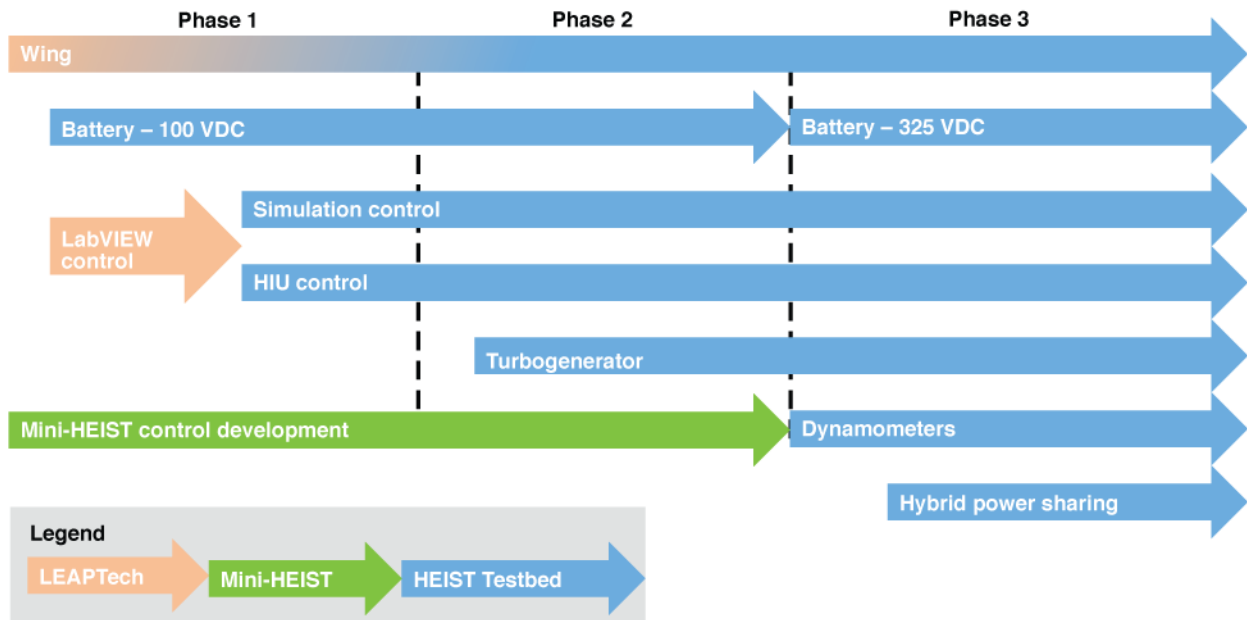 Phase 1 Phase 2 Phase 3
Wing
Battery – 100 VDC
Battery – 325 VDC
Simulation control
LabVIEW
control
HIU control
Turbogenerator
Mini-HEIST control development
Dynamometers
Hybrid power sharing
Legend
LEAPTech
Mini-HEIST
HEIST Testbed